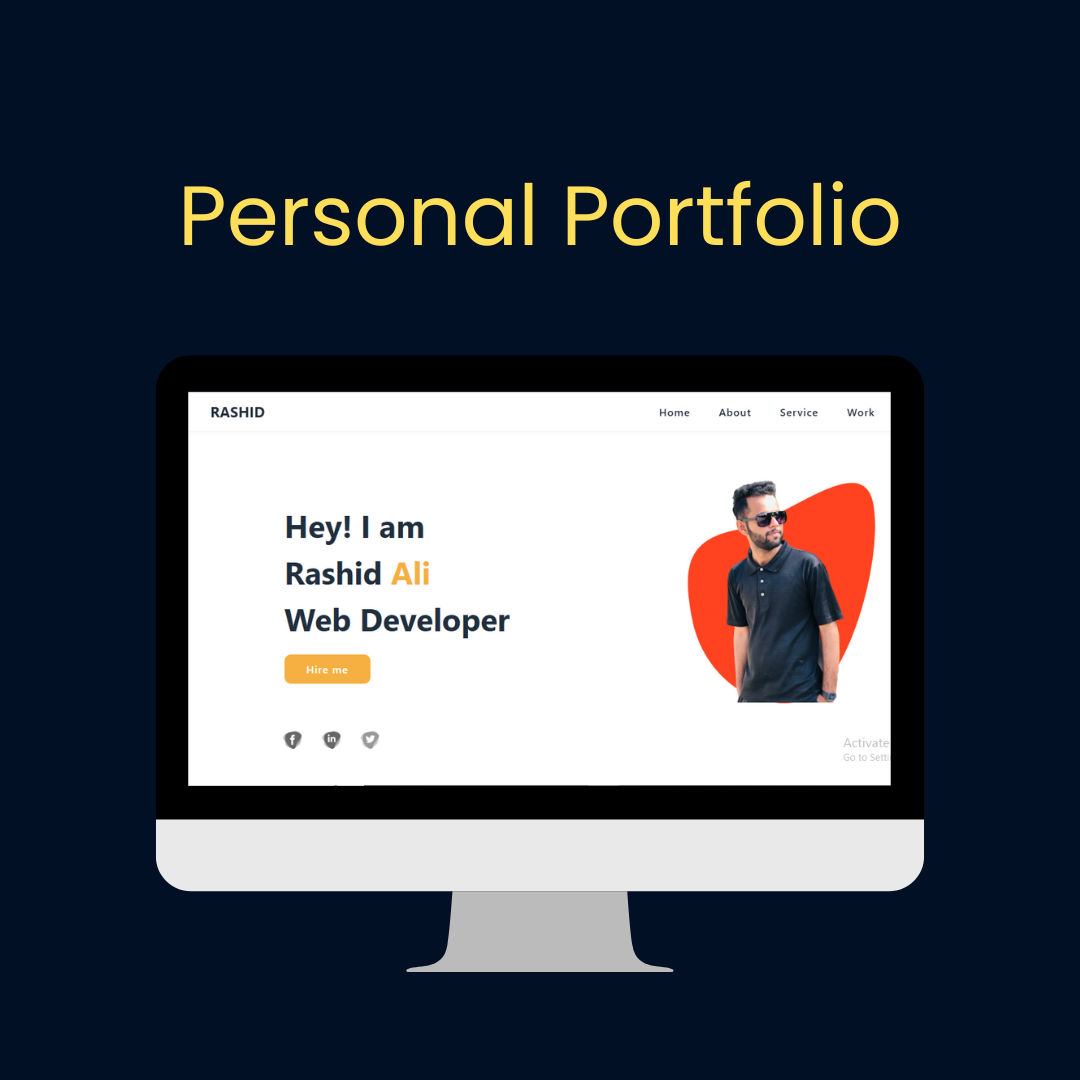 Personal Portfolio
RASHID
Home About Service Work
Hey! I am
Rashid Ali
Web Developer
Hire me
f in
Activate
Go to Setti